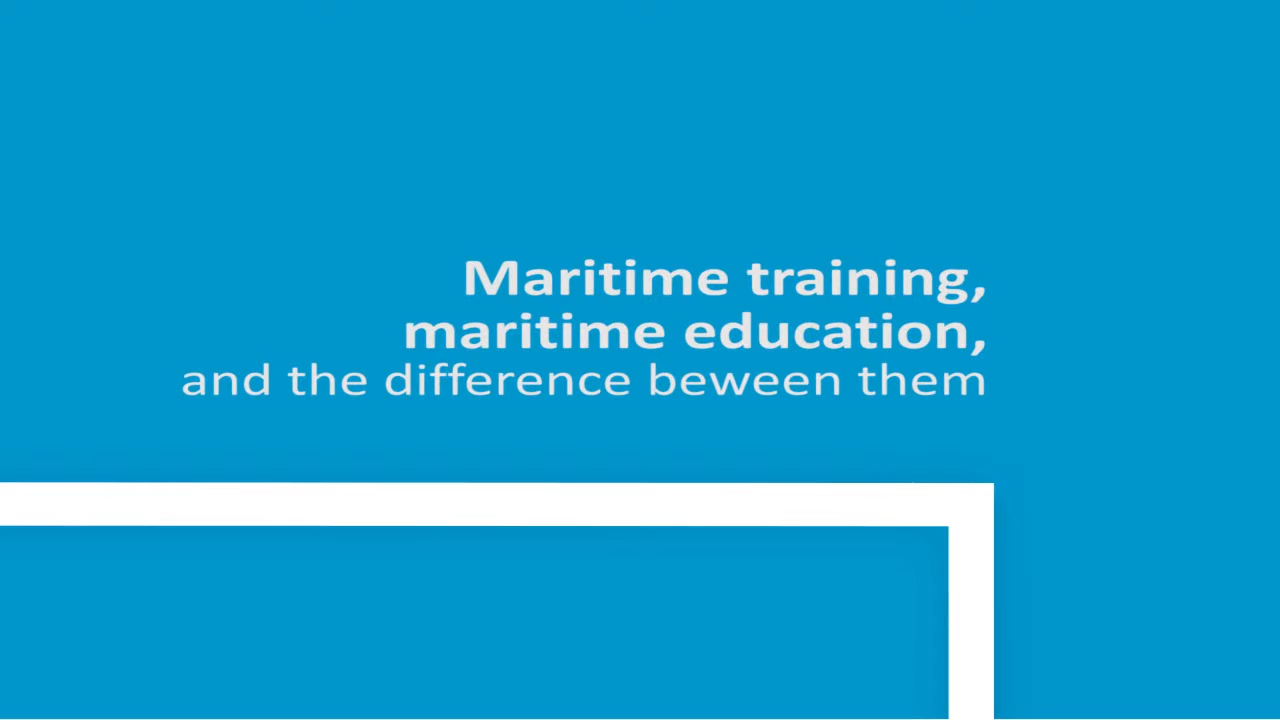 Maritime training,
maritime education,
and the difference beween them